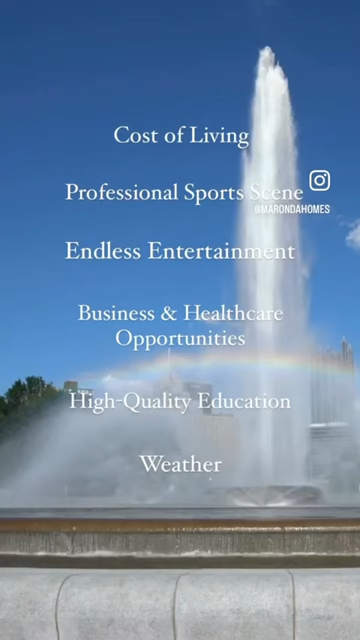 Cost of Living
Professional Sports Scene
@MARONDAHOMES
Endless Entertainment
Business & Healthcare
Opportunities
High-Quality Education
Weather